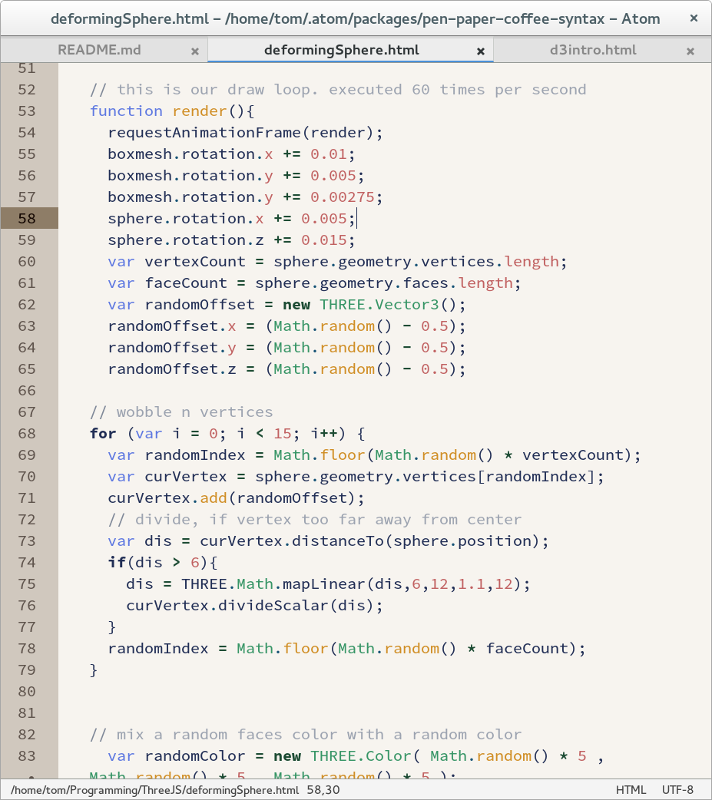 deformingSphere.html – /home/tom/.atom/packages/pen-paper-coffee-syntax – Atom ×
README.md × deformingSphere.html × d3intro.html ×
51
52 // this is our draw loop. executed 60 times per second
53 function render(){
54 requestAnimationFrame(render);
55 boxmesh.rotation.x += 0.01;
56 boxmesh.rotation.y += 0.005;
57 boxmesh.rotation.y += 0.00275;
58 sphere.rotation.x += 0.005;
59 sphere.rotation.z += 0.015;
60 var vertexCount = sphere.geometry.vertices.length;
61 var faceCount = sphere.geometry.faces.length;
62 var randomOffset = new THREE.Vector3();
63 randomOffset.x = (Math.random() - 0.5);
64 randomOffset.y = (Math.random() - 0.5);
65 randomOffset.z = (Math.random() - 0.5);
66
67 // wobble n vertices
68 for (var i = 0; i < 15; i++) {
69 var randomIndex = Math.floor(Math.random() * vertexCount);
70 var curVertex = sphere.geometry.vertices[randomIndex];
71 curVertex.add(randomOffset);
72 // divide, if vertex too far away from center
73 var dis = curVertex.distanceTo(sphere.position);
74 if(dis > 6){
75 dis = THREE.Math.mapLinear(dis,6,12,1.1,12);
76 curVertex.divideScalar(dis);
77 }
78 randomIndex = Math.floor(Math.random() * faceCount);
79 }
80
81
82 // mix a random faces color with a random color
83 var randomColor = new THREE.Color( Math.random() * 5 ,
• Math.random() * 5 , Math.random() * 5 );
/home/tom/Programming/ThreeJS/deformingSphere.html 58,30 HTML UTF-8